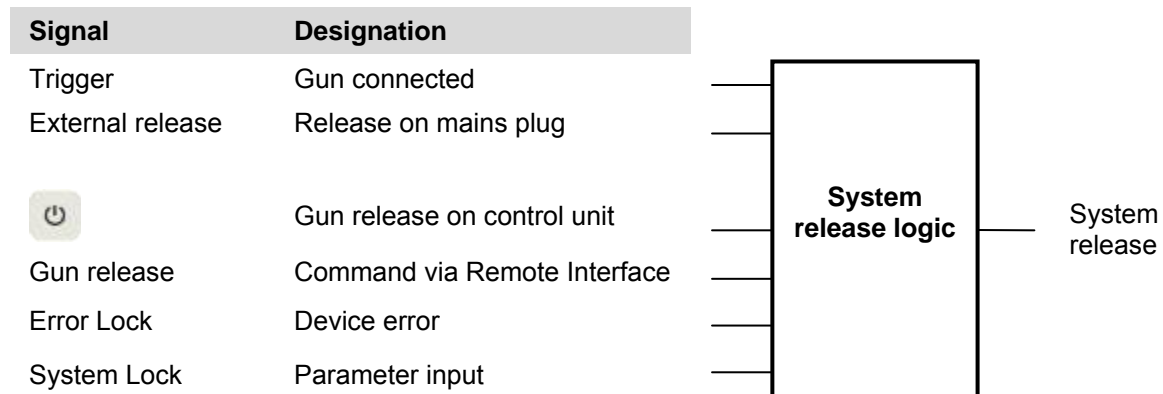 Signal Designation
Trigger Gun connected
External release Release on mains plug
Gun release on control unit
Gun release Command via Remote Interface
Error Lock Device error
System Lock Parameter input
System
release logic
System
release